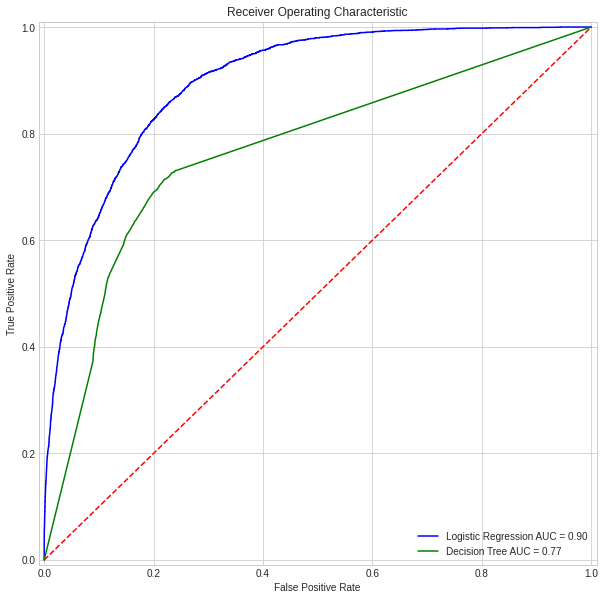 Receiver Operating Characteristic
1.0
0.8
0.6
0.4
0.2
0.0
True Positive Rate
0.0 0.2 0.4 0.6 0.8 1.0
False Positive Rate
Logistic Regression AUC = 0.90
Decision Tree AUC = 0.77